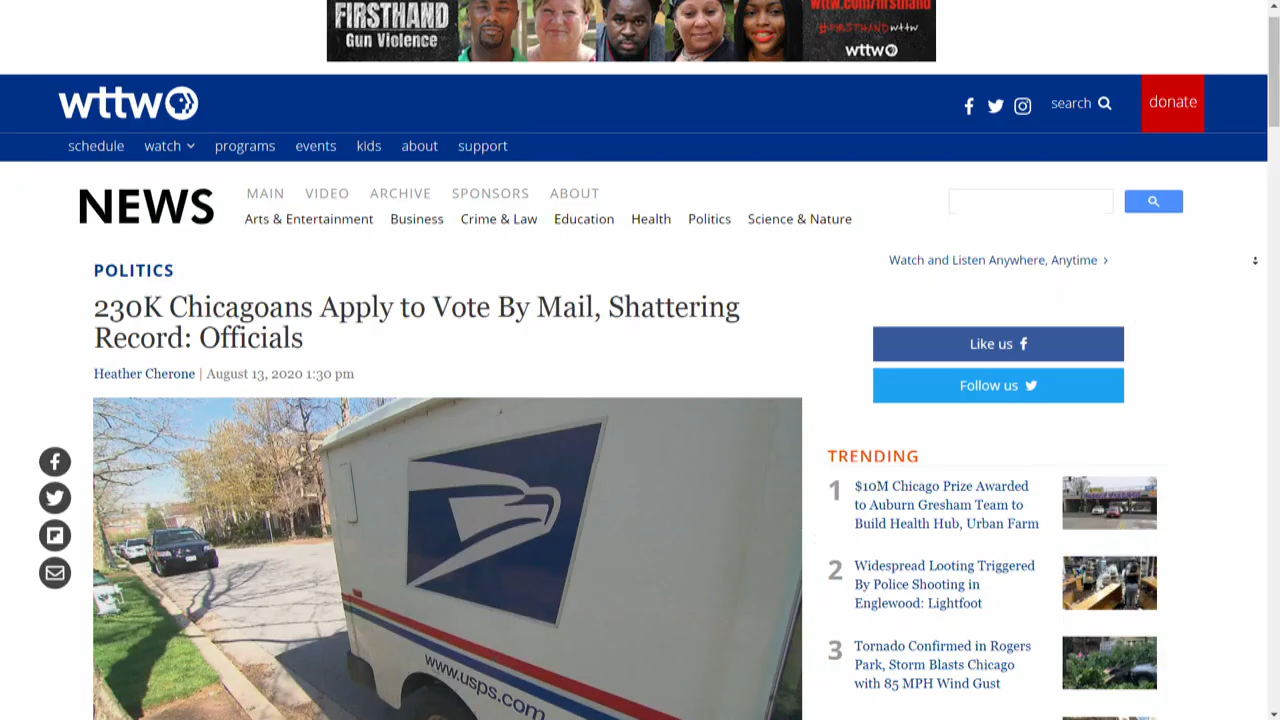 FIRSTHAND
Gun Violence
wttw.com/firsthand
#FIRSTHANDwttw
wttw
wttw
search
donate
schedule
watch
programs
events
kids
about
support
NEWS
MAIN
VIDEO
ARCHIVE
SPONSORS
ABOUT
Arts & Entertainment
Business
Crime & Law
Education
Health
Politics
Science & Nature
POLITICS
Watch and Listen Anywhere, Anytime >
230K Chicagoans Apply to Vote By Mail, Shattering
Record: Officials
Heather Cherone | August 13, 2020 1:30 pm
Like us
Follow us
www.usps.com
TRENDING
1
$10M Chicago Prize Awarded
to Auburn Gresham Team to
Build Health Hub, Urban Farm
2
Widespread Looting Triggered
By Police Shooting in
Englewood: Lightfoot
3
Tornado Confirmed in Rogers
Park, Storm Blasts Chicago
with 85 MPH Wind Gust